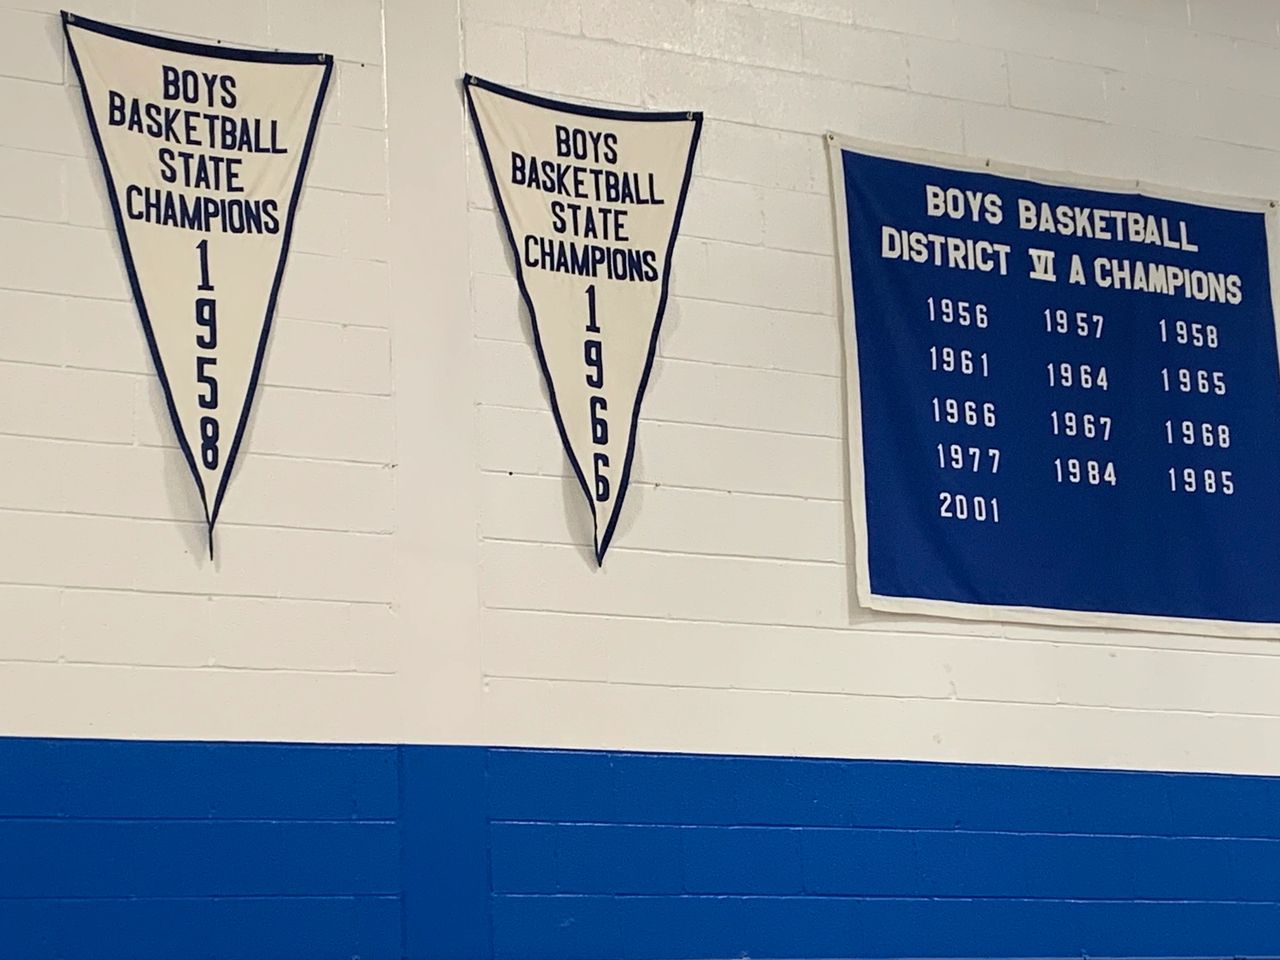 BOYS
BASKETBALL
STATE
CHAMPIONS
1
9
5
8
BOYS
BASKETBALL
STATE
CHAMPIONS
1
9
6
6
BOYS BASKETBALL
DISTRICT VI A CHAMPIONS
1956 1957 1958
1961 1964 1965
1966 1967 1968
1977 1984 1985
2001